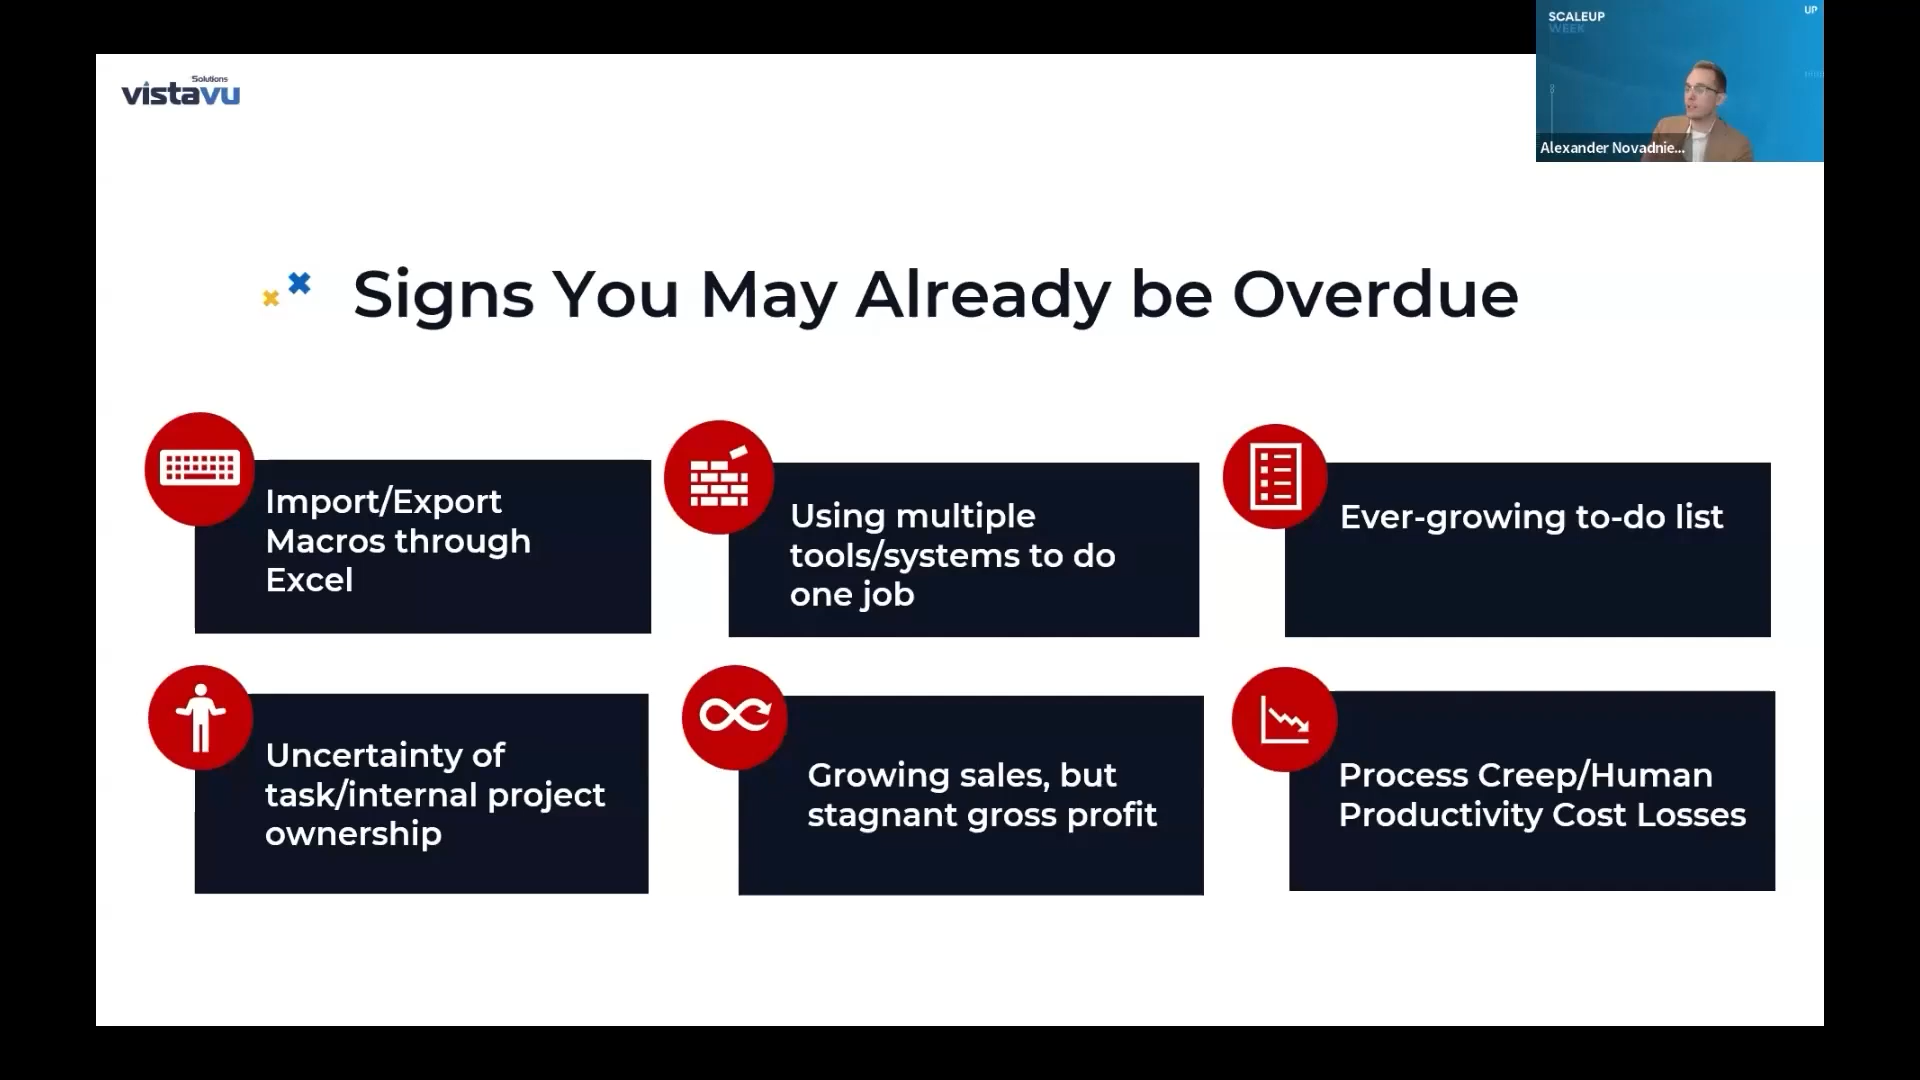 SCALEUP
WEEK
UP
Alexander Novadnie...
Solutions
vistavu
Signs You May Already be Overdue
Import/Export
Macros through
Excel
Using multiple
tools/systems to do
one job
Ever-growing to-do list
Uncertainty of
task/internal project
ownership
Growing sales, but
stagnant gross profit
Process Creep/Human
Productivity Cost Losses